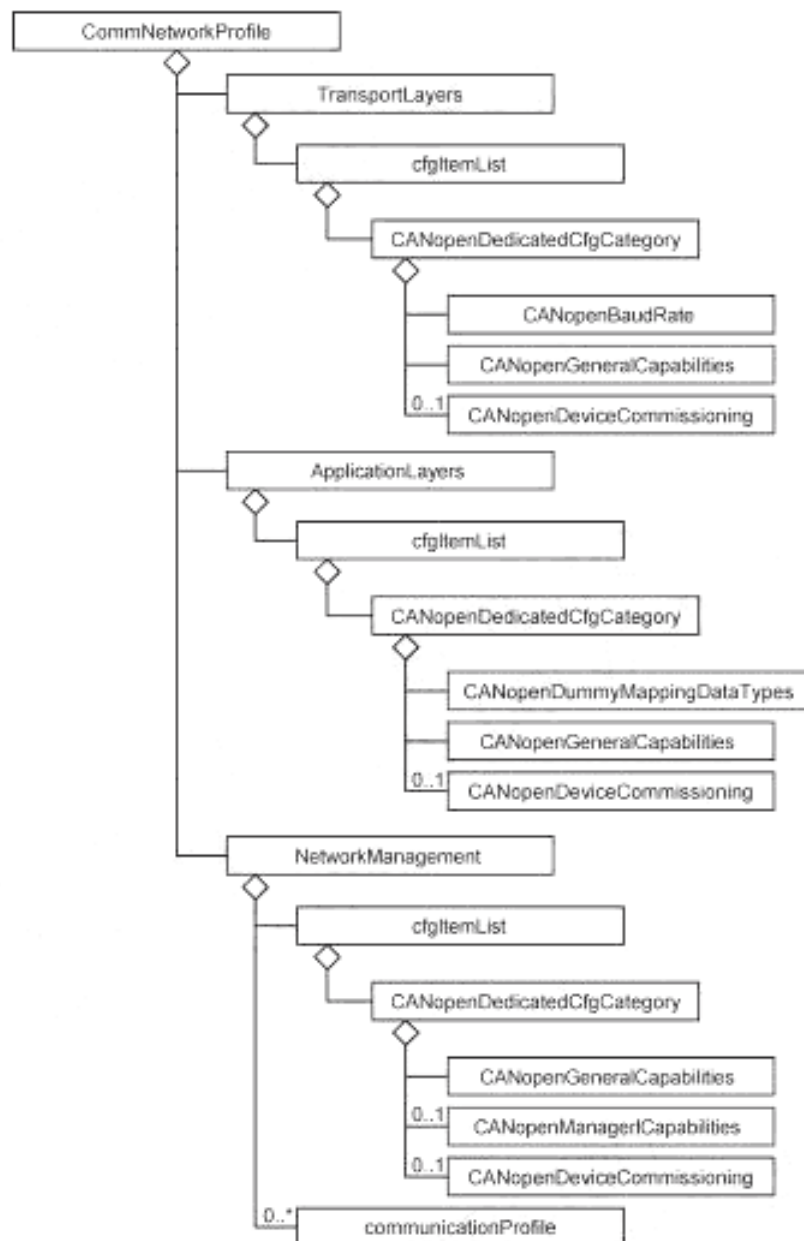 CommNetworkProfile
TransportLayers
cfgItemList
CANopenDedicatedCfgCategory
CANopenBaudRate
CANopenGeneralCapabilities
0..1
CANopenDeviceCommissioning
ApplicationLayers
cfgItemList
CANopenDedicatedCfgCategory
CANopenDummyMappingDataTypes
CANopenGeneralCapabilities
0..1
CANopenDeviceCommissioning
NetworkManagement
cfgItemList
CANopenDedicatedCfgCategory
CANopenGeneralCapabilities
0..1
CANopenManagerlCapabilities
0..1
CANopenDeviceCommissioning
0..*
communicationProfile